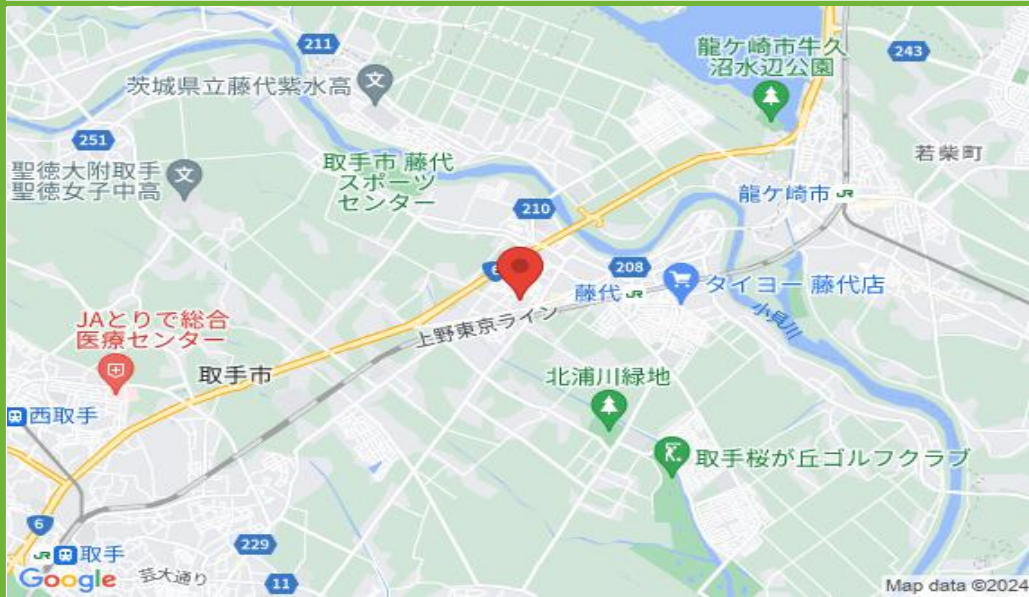 211
龍ケ崎市牛久
沼水辺公園
243
茨城県立藤代紫水高
文
251
聖徳大附取手
聖徳女子中高
文
取手市 藤代
スポーツ
センター
若柴町
210
龍ケ崎市 JR
6
208
藤代 JR
タイヨー 藤代店
上野東京ライン
小貝川
JAとりで総合
医療センター
取手市
北浦川緑地
西取手
取手桜が丘ゴルフクラブ
6
JR 取手
229
芸大通り
11
Google
Map data ©2024